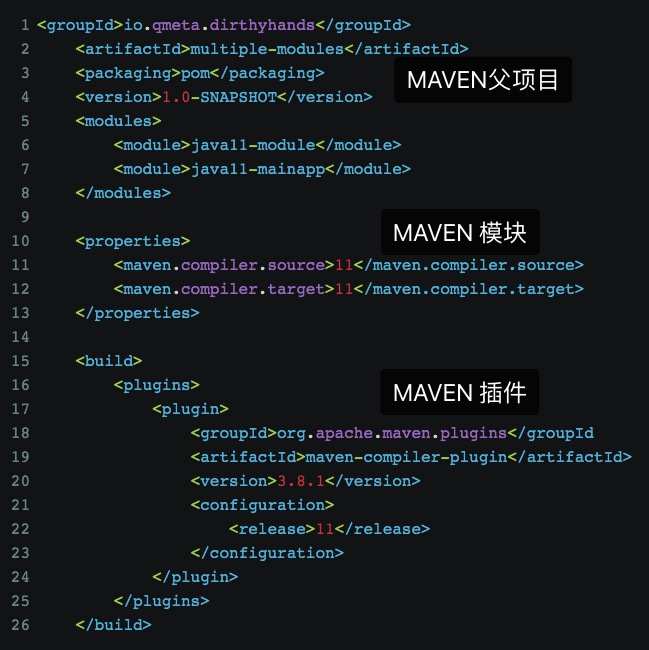 1 <groupId>io.qmeta.dirthyhands</groupId>
2 <artifactId>multiple-modules</artifactId>
3 <packaging>pom</packaging>
MAVEN父项目
4 <version>1.0-SNAPSHOT</version>
5 <modules>
6 <module>java11-module</module>
7 <module>java11-mainapp</module>
8 </modules>
9
MAVEN 模块
10 <properties>
11 <maven.compiler.source>11</maven.compiler.source>
12 <maven.compiler.target>11</maven.compiler.target>
13 </properties>
14
15 <build>
16 <plugins>
MAVEN 插件
17 <plugin>
18 <groupId>org.apache.maven.plugins</groupId
19 <artifactId>maven-compiler-plugin</artifactId>
20 <version>3.8.1</version>
21 <configuration>
22 <release>11</release>
23 </configuration>
24 </plugin>
25 </plugins>
26 </build>